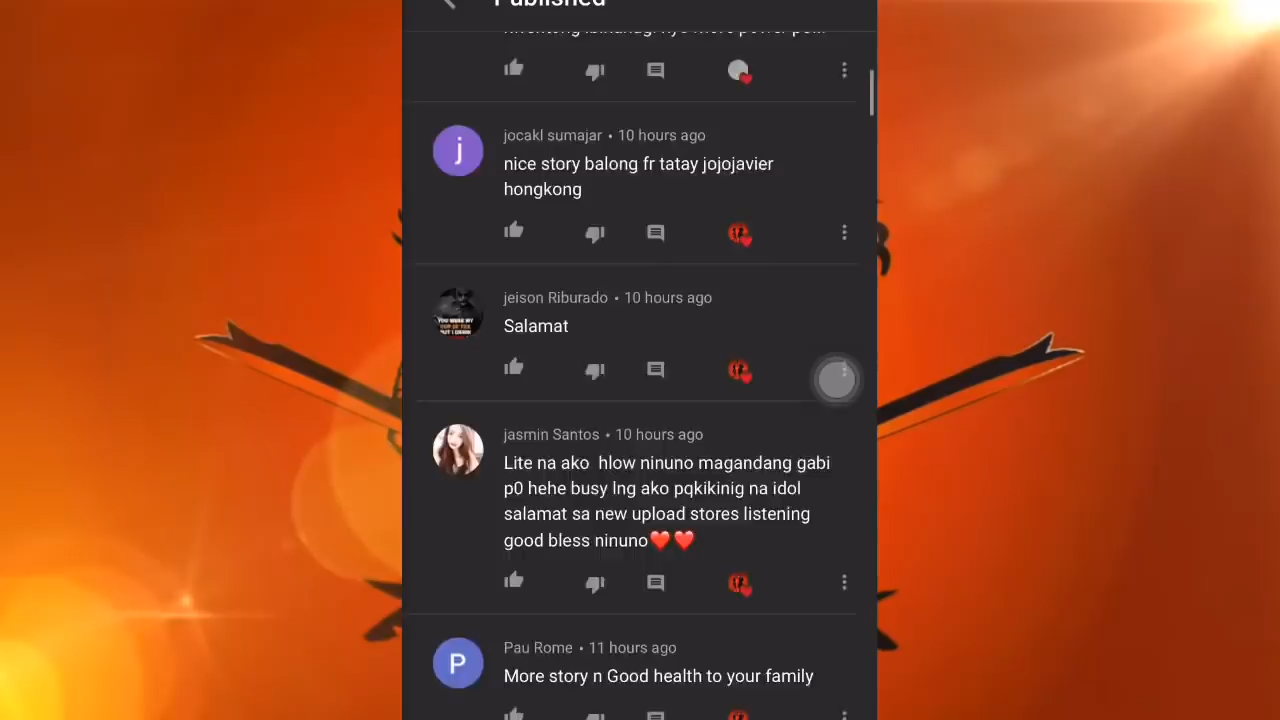 Published
jocakl sumajar • 10 hours ago
nice story balong fr tatay jojojavier
hongkong
jeison Riburado • 10 hours ago
Salamat
jasmin Santos • 10 hours ago
Lite na ako  hlow ninuno magandang gabi
p0 hehe busy lng ako pqkikinig na idol
salamat sa new upload stores listening
good bless ninuno❤️❤️
P
Pau Rome • 11 hours ago
More story n Good health to your family
j